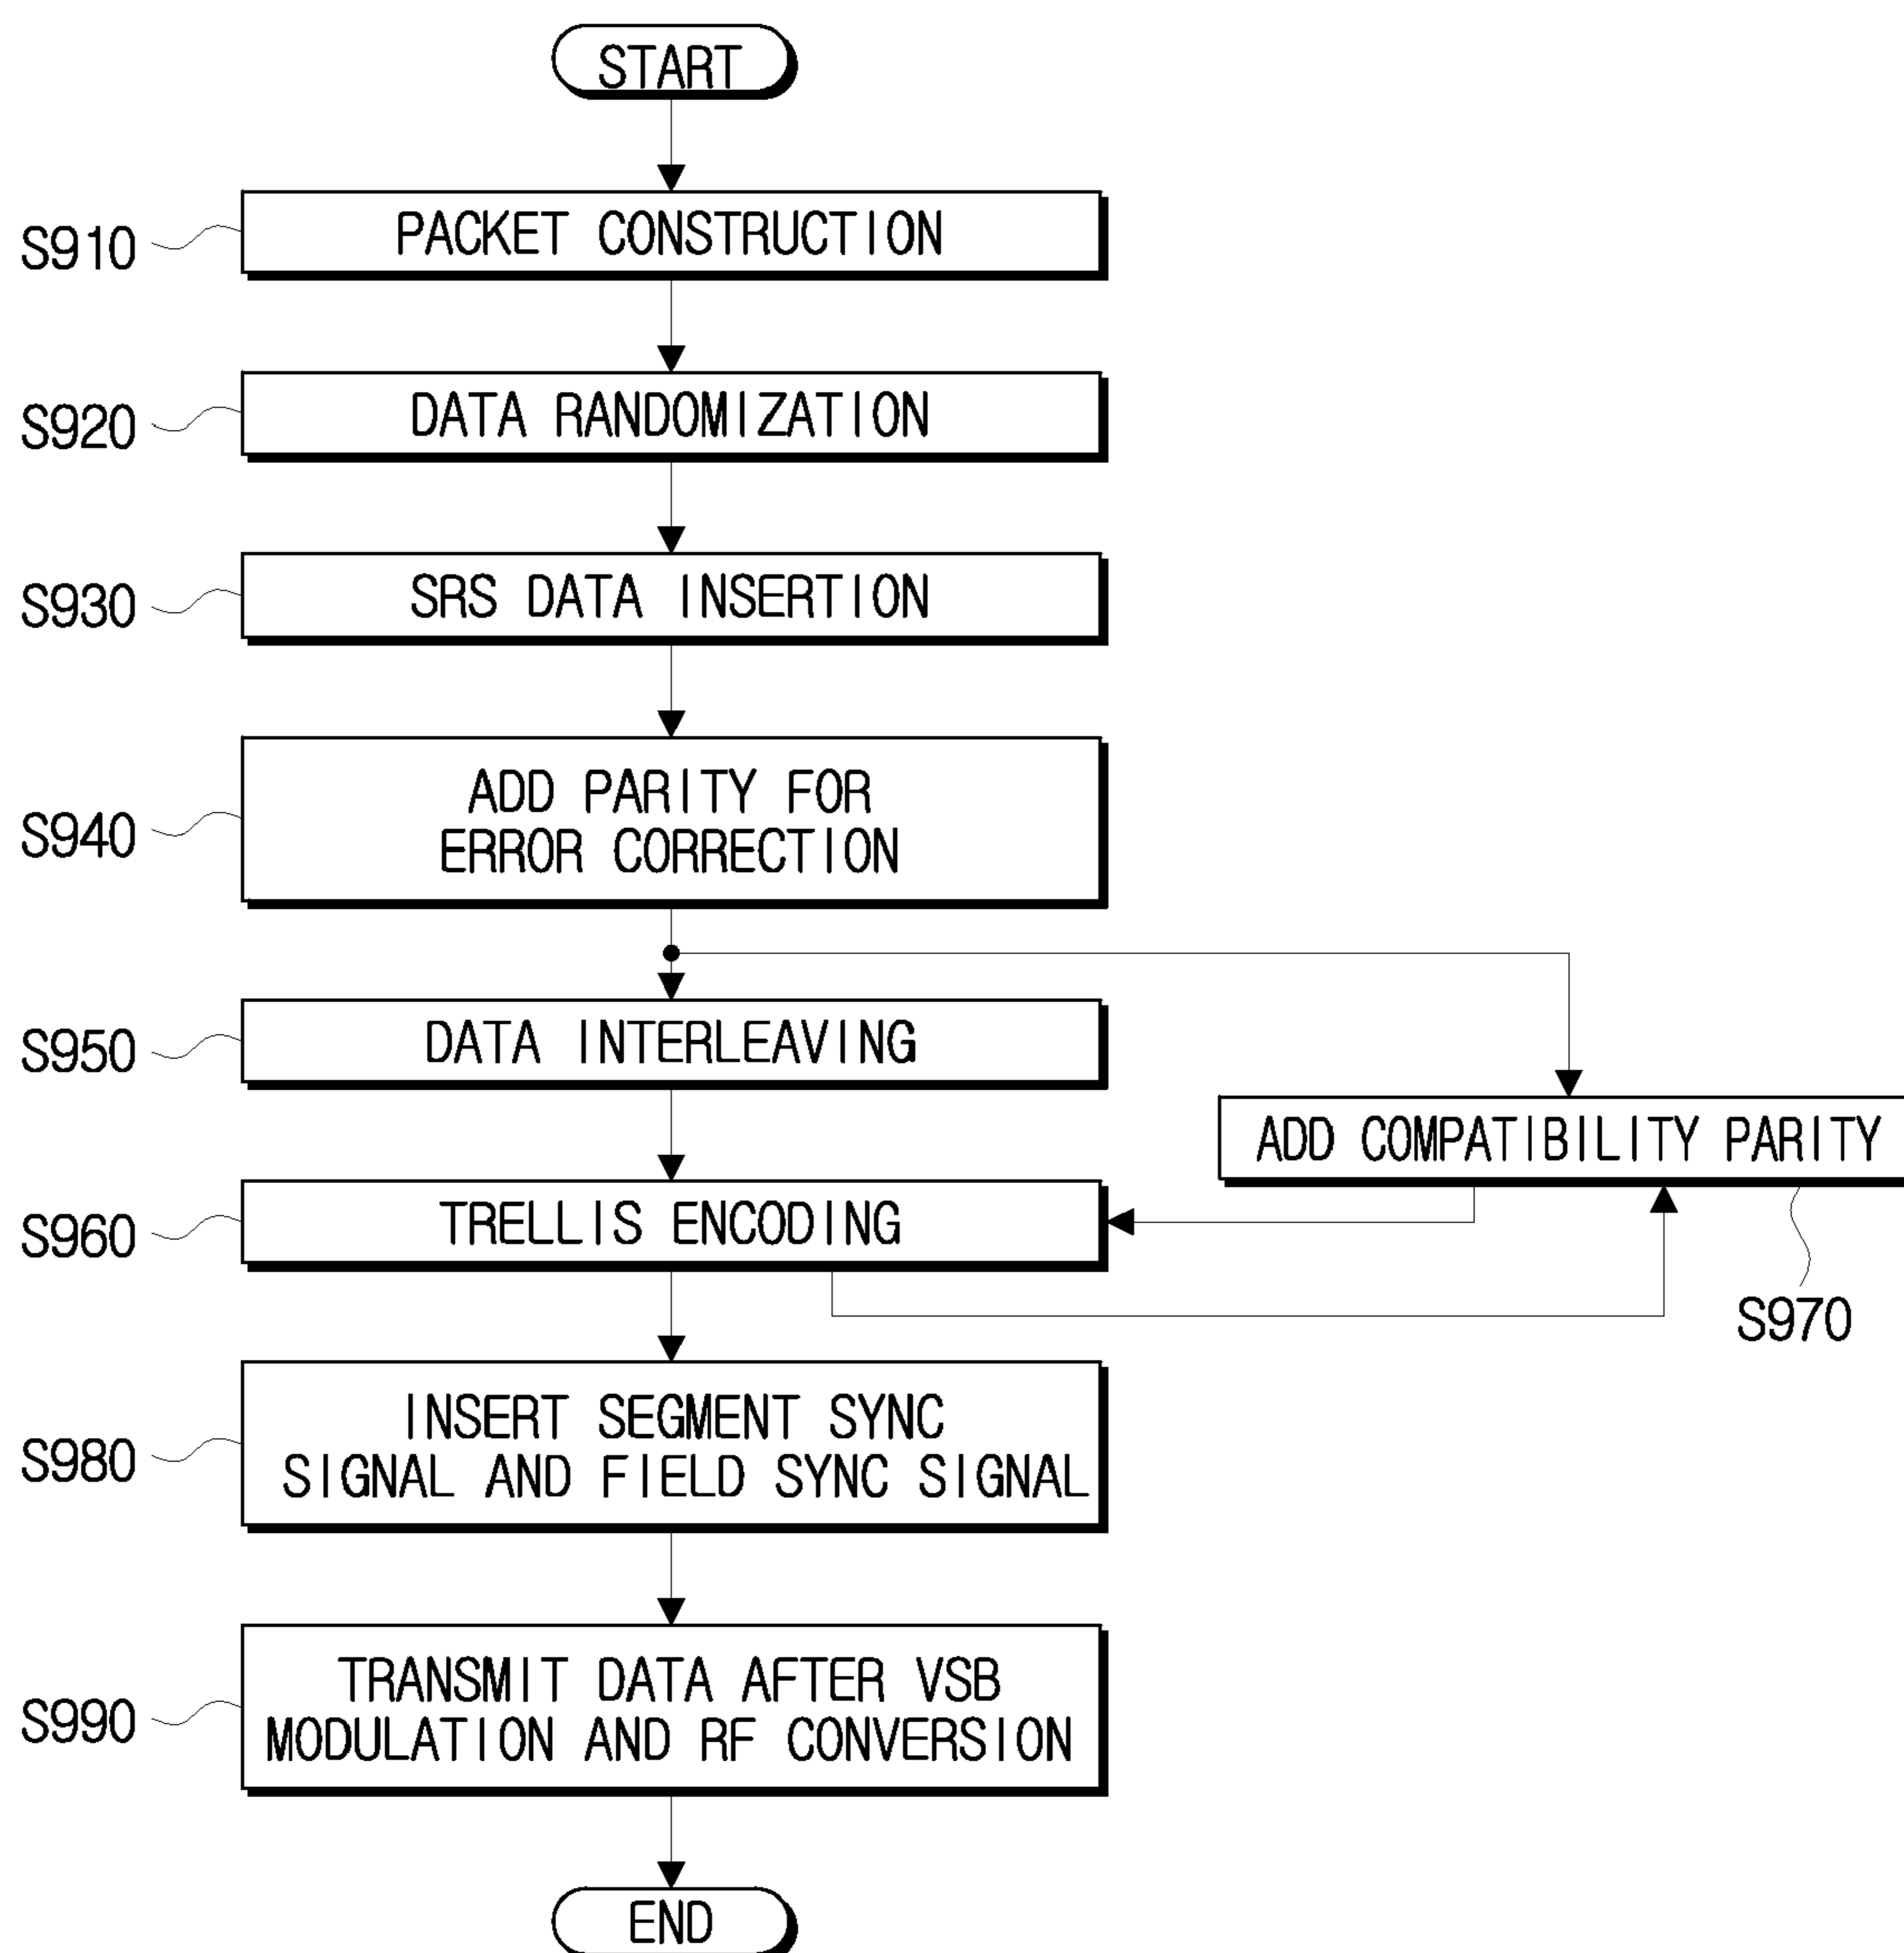 START
S910
PACKET CONSTRUCTION
S920
DATA RANDOMIZATION
S930
SRS DATA INSERTION
S940
ADD PARITY FOR
ERROR CORRECTION
S950
DATA INTERLEAVING
ADD COMPATIBILITY PARITY
S960
TRELLIS ENCODING
S970
S980
INSERT SEGMENT SYNC
SIGNAL AND FIELD SYNC SIGNAL
S990
TRANSMIT DATA AFTER VSB
MODULATION AND RF CONVERSION
END